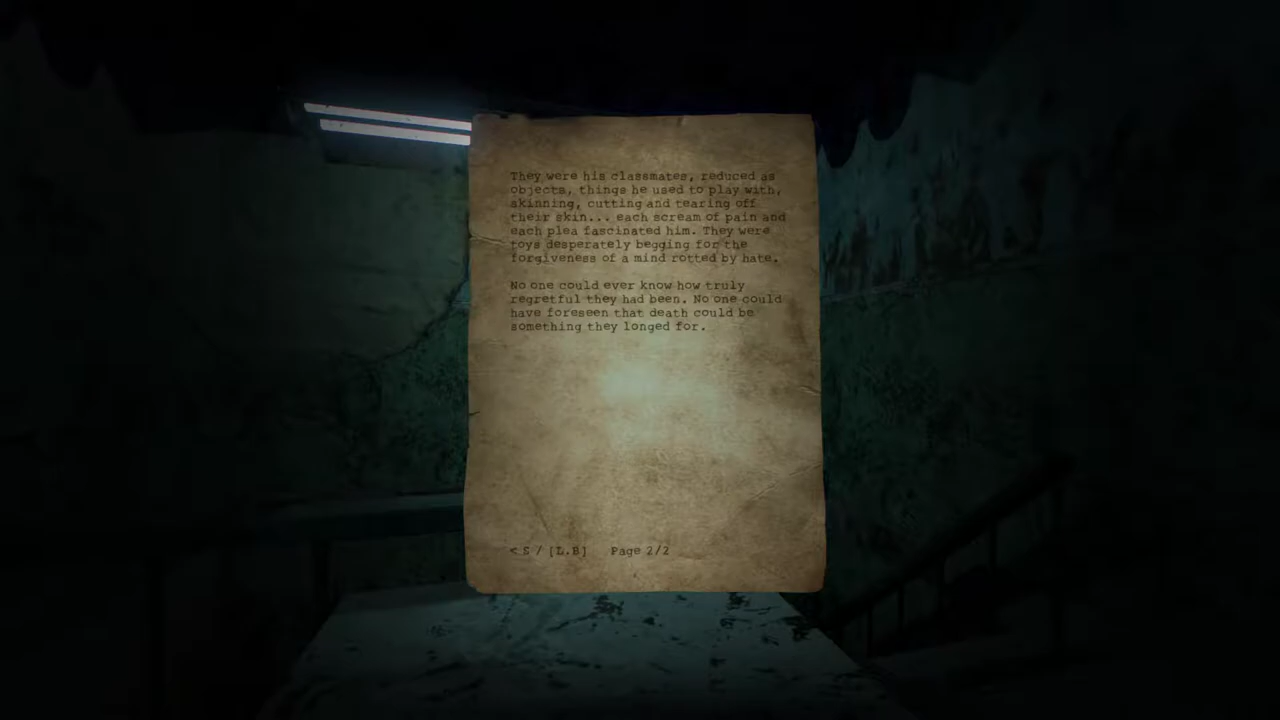 They were his classmates, reduced as
objects, things he used to play with,
skinning, cutting and tearing off
their skin... each scream of pain and
each plea fascinated him. They were
toys desperately begging for the
forgiveness of a mind rotted by hate.
No one could ever know how truly
regretful they had been. No one could
have foreseen that death could be
something they longed for.
< S / [L.B] Page 2/2